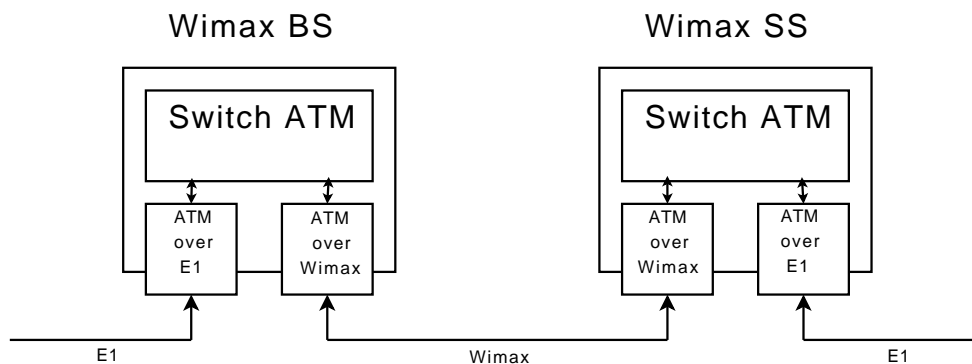 Wimax BS
Wimax SS
Switch ATM
Switch ATM
ATM
over
E1
ATM
over
Wimax
ATM
over
Wimax
ATM
over
E1
E1
Wimax
E1